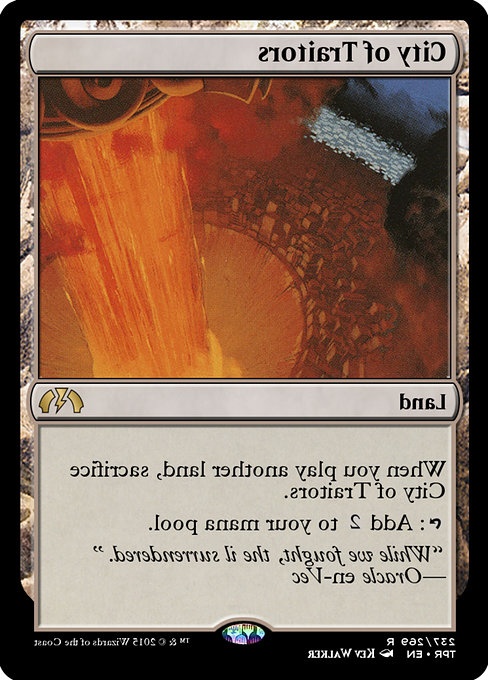 City of Traitors
Land
When you play another land, sacrifice
City of Traitors.
: Add 2 to your mana pool.
“While we fought, the il surrendered.”
—Oracle en-Vec
237/269 R
TPR • EN Kev Walker
™ & © 2015 Wizards of the Coast